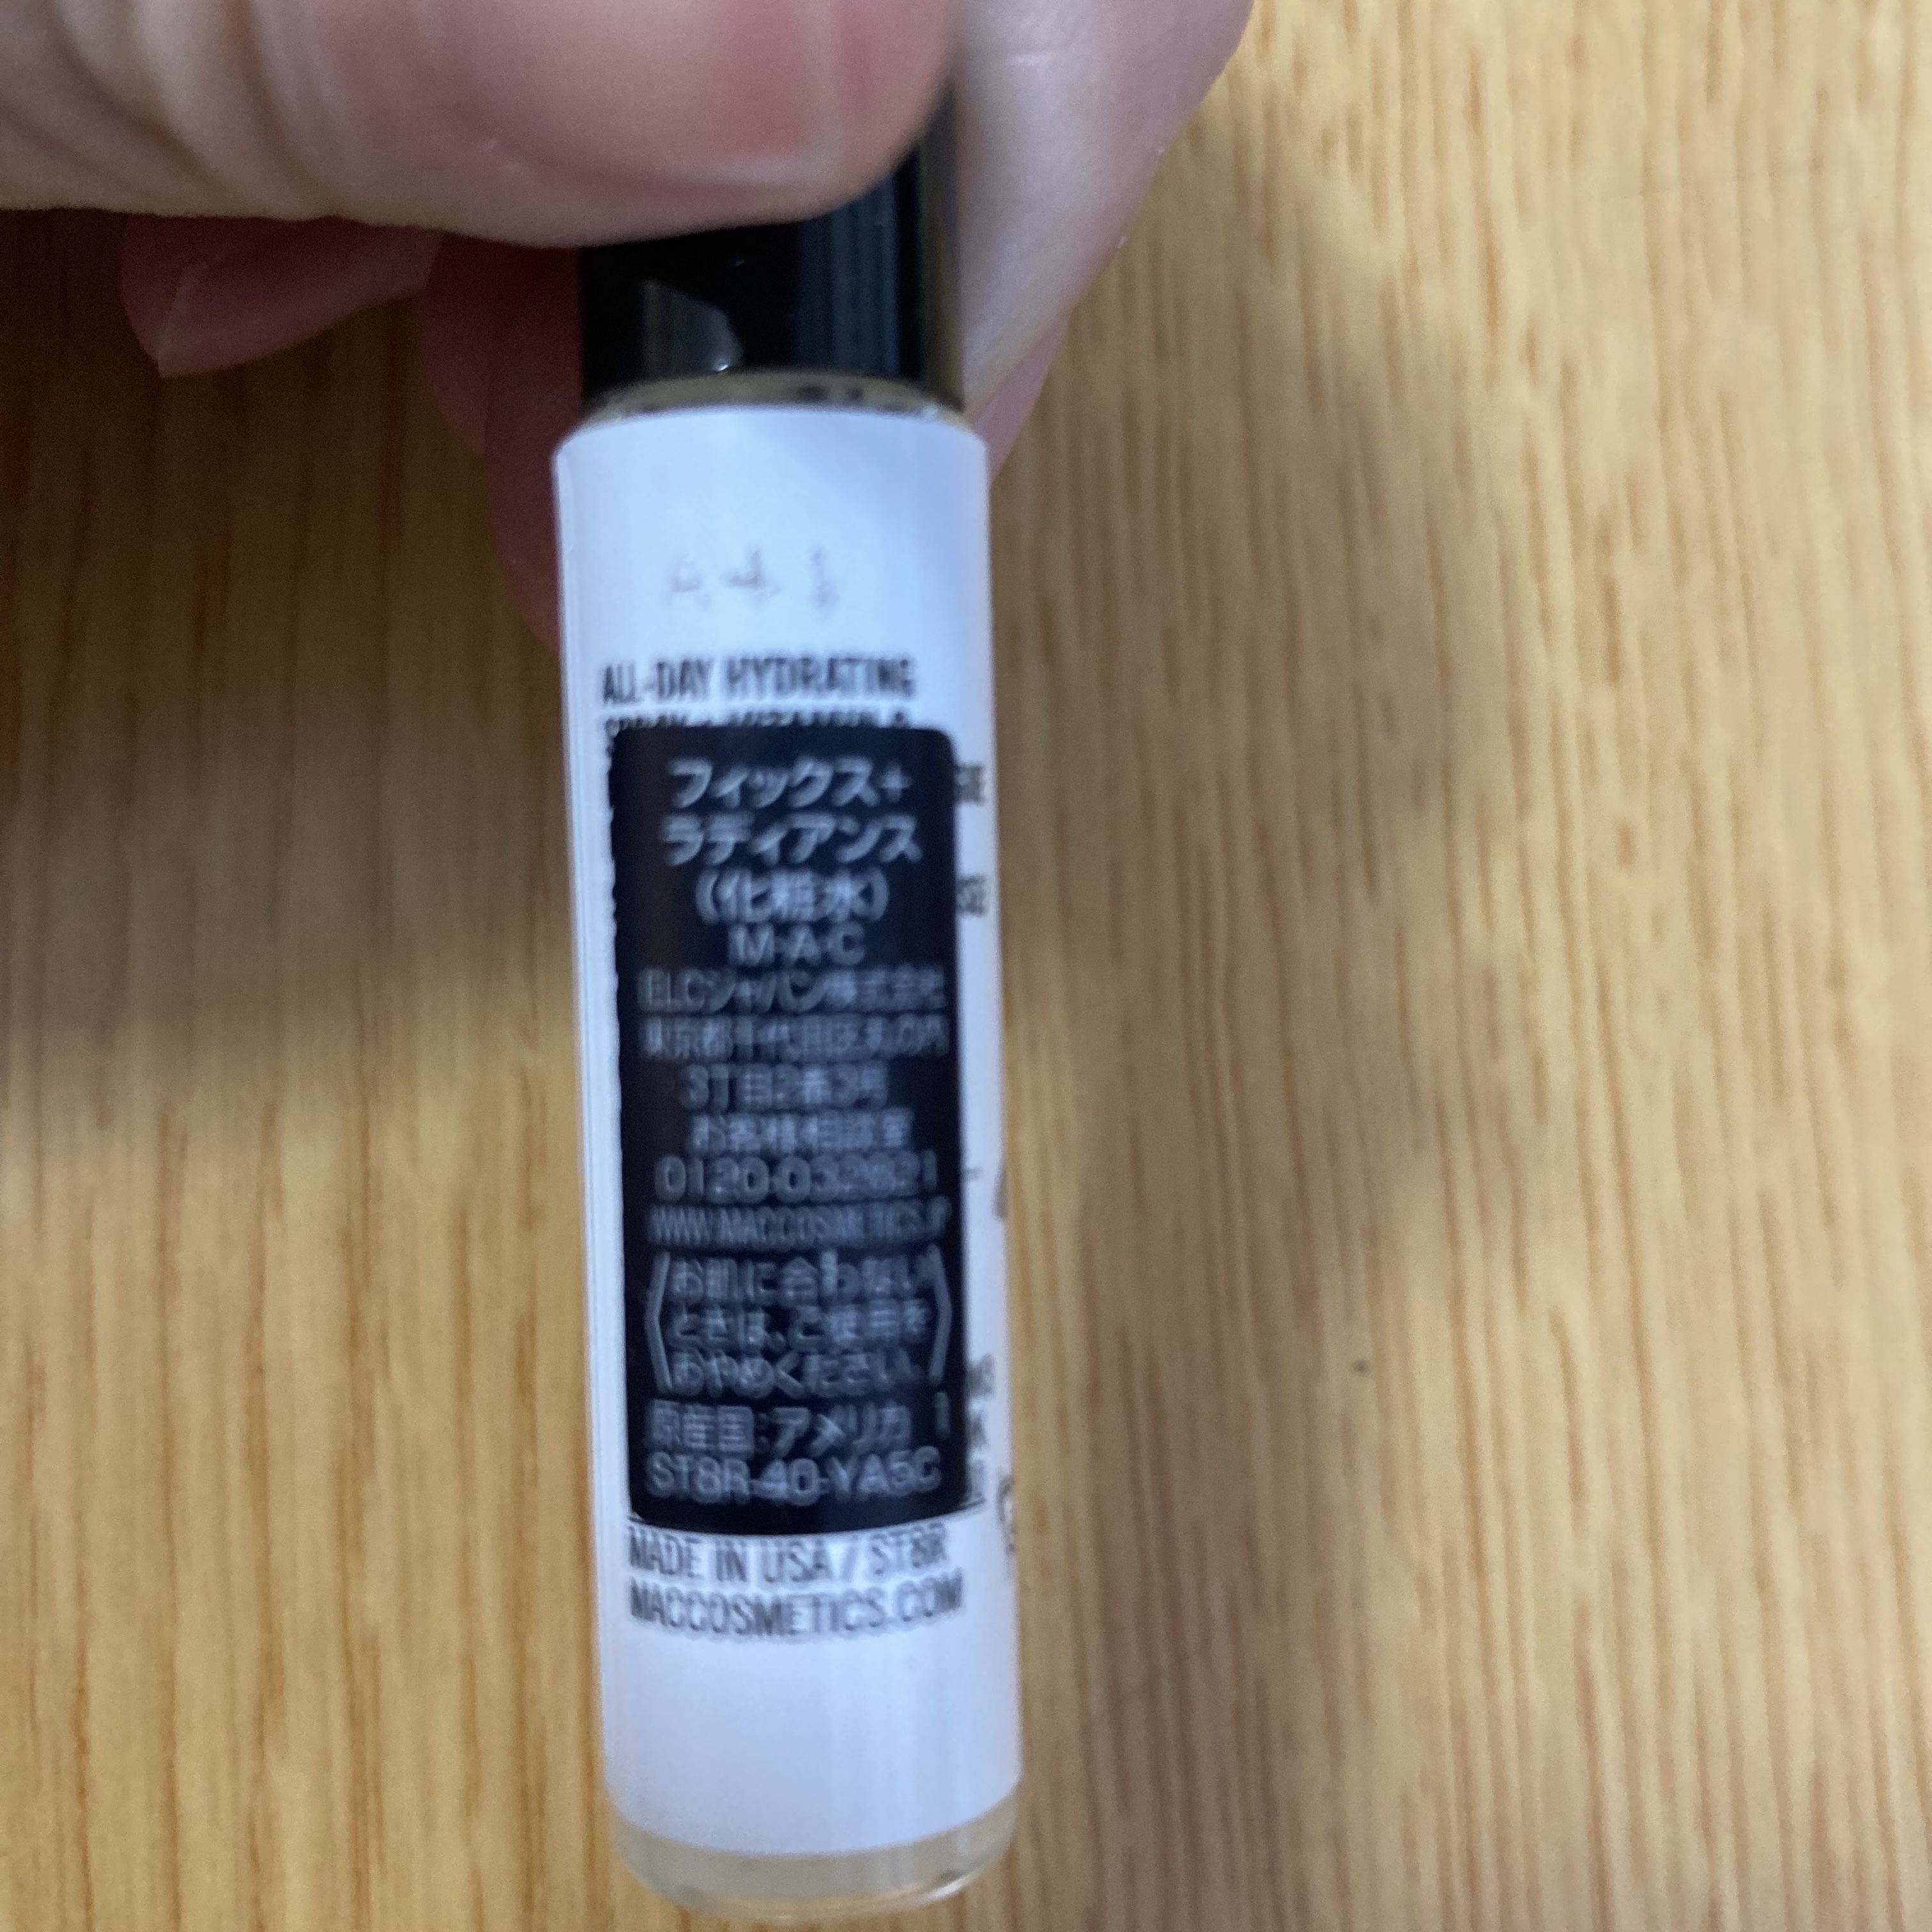 ALL-DAY HYDRATING
フィックス+
ラディアンス
(化粧水)
M·A·C
ELCジャパン株式会社
東京都千代田区丸の内
3丁目2番3号
お客様相談室
WWW.MACCOSMETICS.JP
お肌に合わない
ときは、ご使用を
おやめください。
原産国:アメリカ 1
ST8R-40-YA5C
MADE IN USA / ST8R
MACCOSMETICS.COM